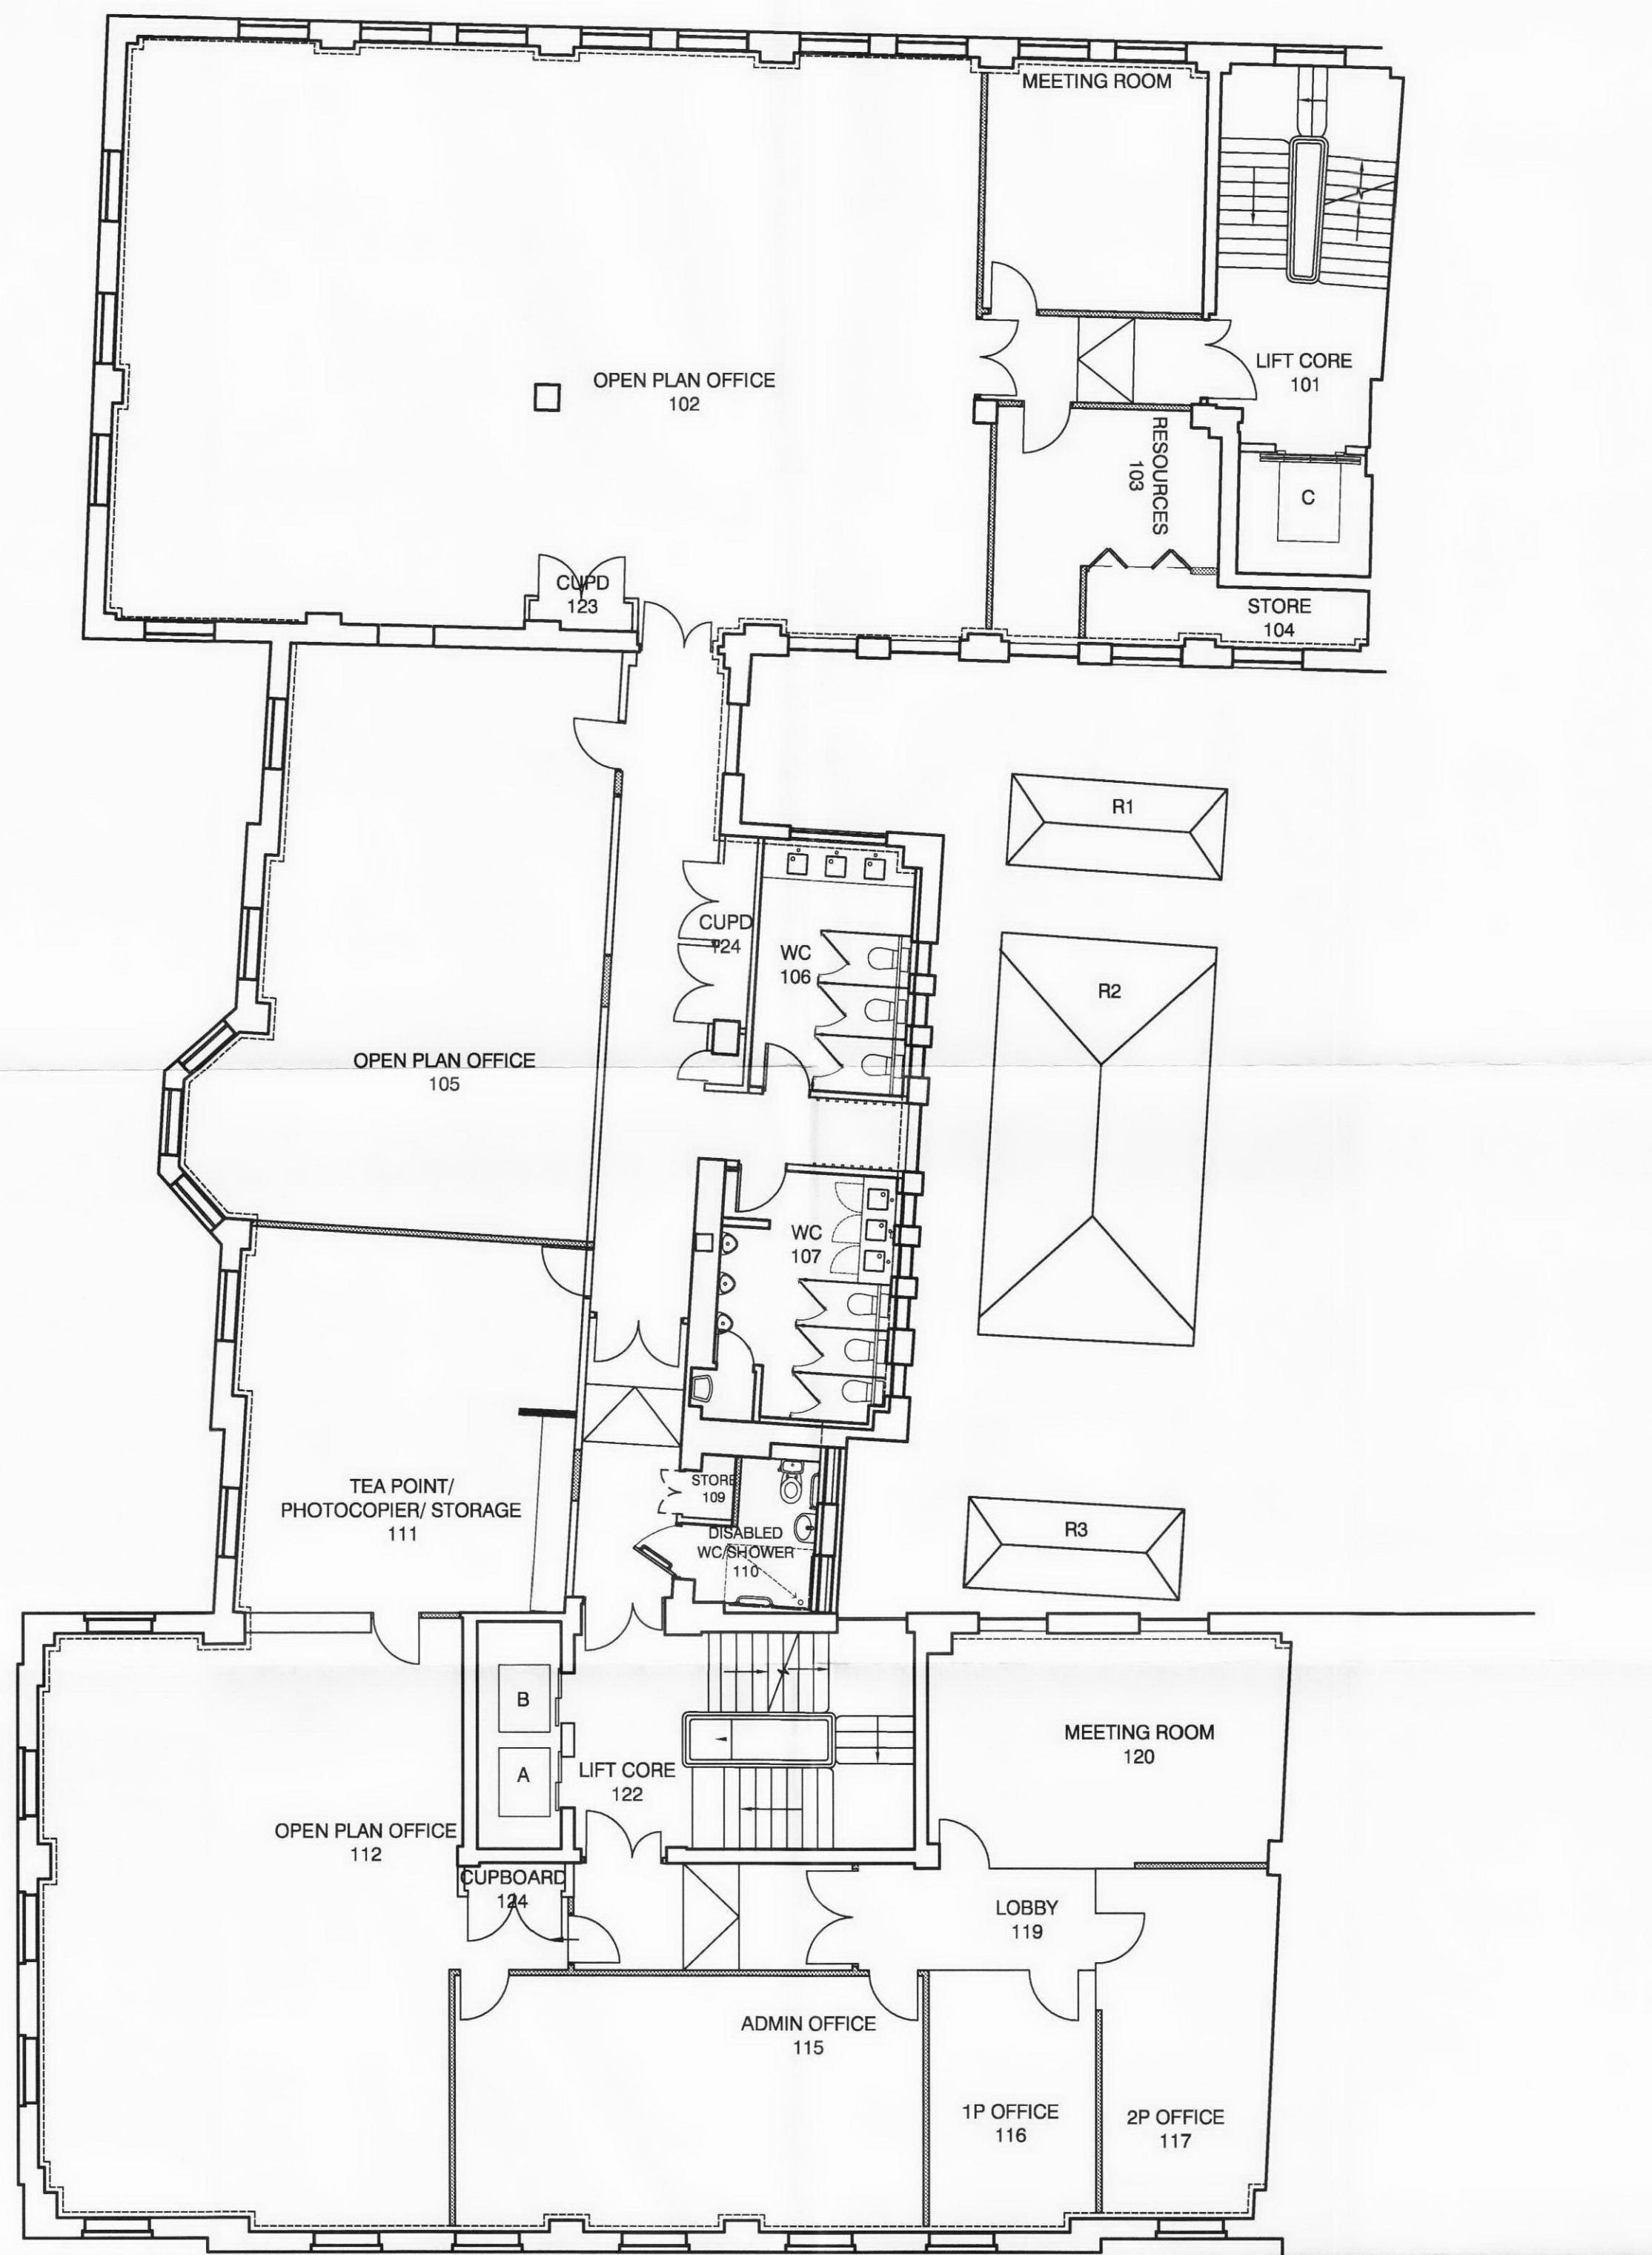 MEETING ROOM
LIFT CORE
101
OPEN PLAN OFFICE
102
RESOURCES
103
C
CUPD
123
STORE
104
R1
CUPD
124
WC
106
R2
OPEN PLAN OFFICE
105
WC
107
TEA POINT/
PHOTOCOPIER/ STORAGE
111
STORE
109
R3
DISABLED
WC/SHOWER
110
B
MEETING ROOM
120
A
LIFT CORE
122
OPEN PLAN OFFICE
112
CUPBOARD
124
LOBBY
119
ADMIN OFFICE
115
1P OFFICE
116
2P OFFICE
117